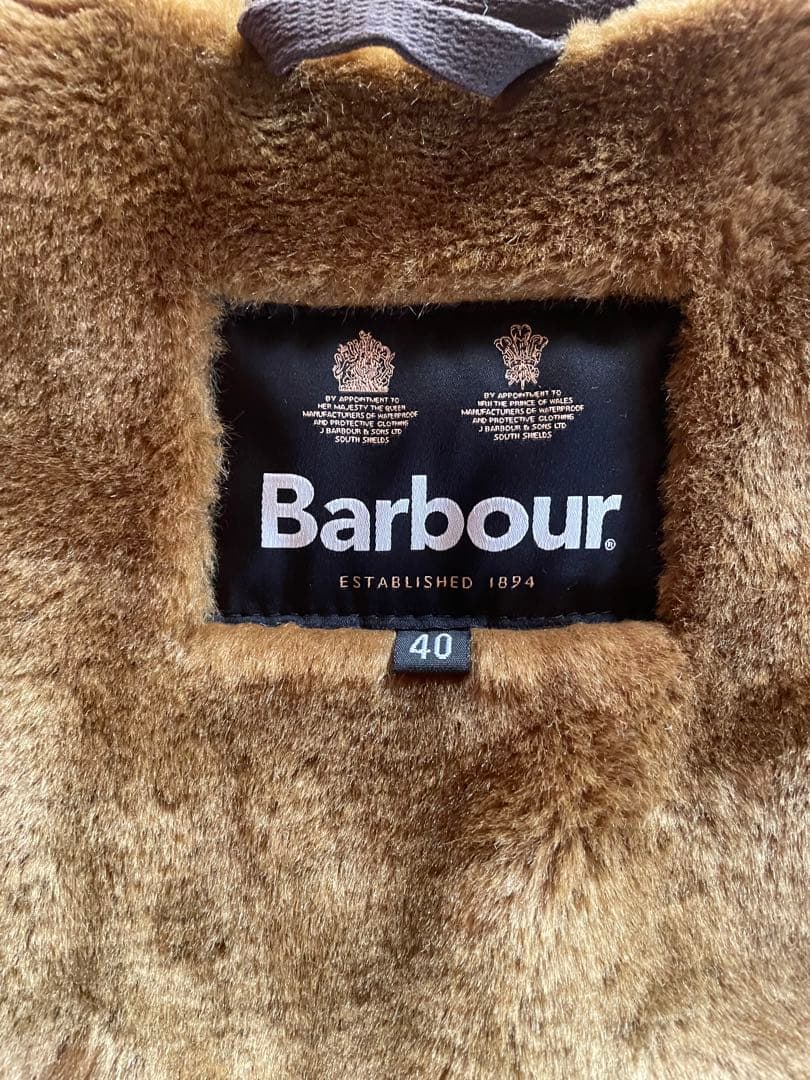 BY APPOINTMENT TO
HER MAJESTY THE QUEEN
MANUFACTURERS OF WATERPROOF
AND PROTECTIVE CLOTHING
J BARBOUR & SONS LTD
SOUTH SHIELDS
BY APPOINTMENT TO
HRH THE PRINCE OF WALES
MANUFACTURERS OF WATERPROOF
AND PROTECTIVE CLOTHING
J BARBOUR & SONS LTD
SOUTH SHIELDS
Barbour®
ESTABLISHED 1894
40